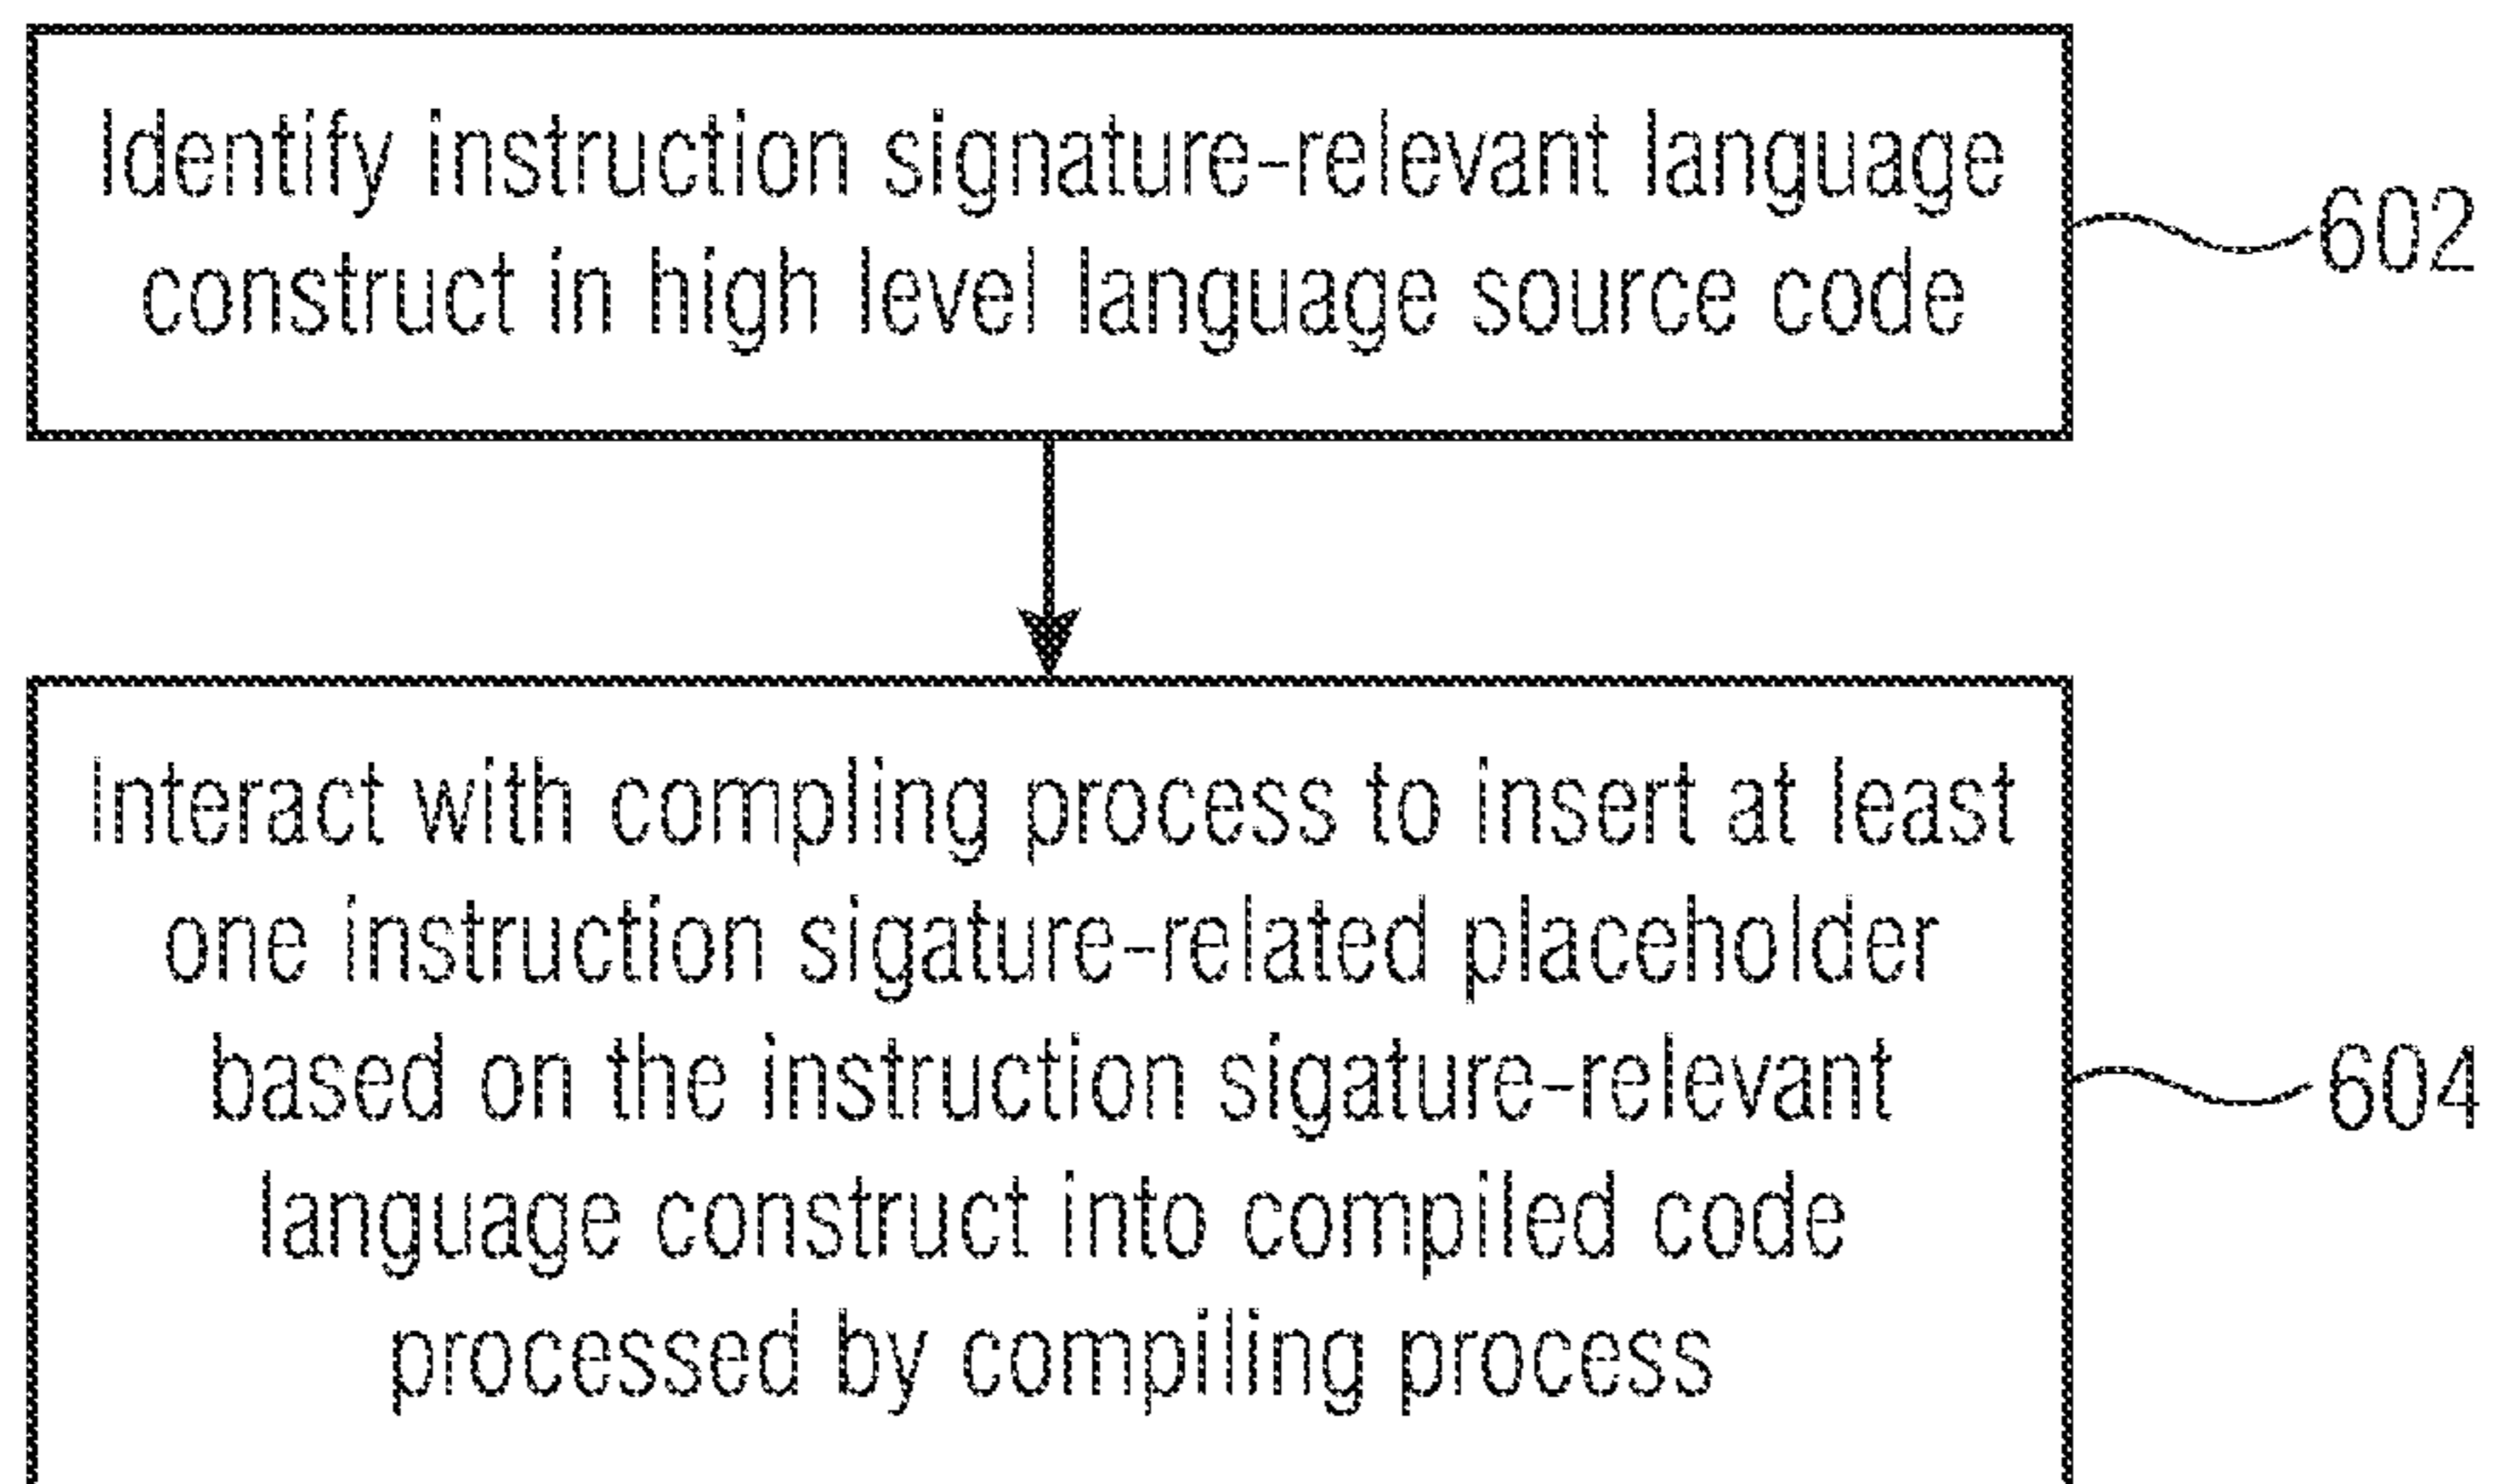 Identify instruction signature-relevant language
construct in high level language source code
602
Interact with compling process to insert at least
one instruction sigature-related placeholder
based on the instruction sigature-relevant
language construct into compiled code
processed by compiling process
604